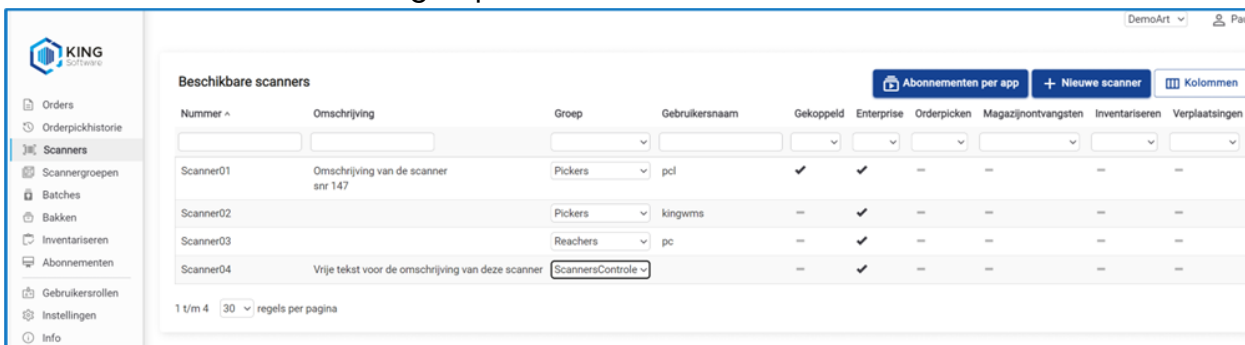 DemoArt
KING
Software
Beschikbare scanners
Abonnementen per app
+ Nieuwe scanner
Kolommen
Orders
Orderpickhistorie
Scanners
Scannergroepen
Batches
Bakken
Inventariseren
Abonnementen
Gebruikersrollen
Instellingen
Info
Nummer Omschrijving Groep Gebruikersnaam Gekoppeld Enterprise Orderpicken Magazijnontvangsten Inventariseren Verplaatsingen
Scanner01 Omschrijving van de scanner Pickers pcl ✔ ✔ – – – –
snr 147
Scanner02 Pickers kingwms – ✔ – – – –
Scanner03 Reachers pc – ✔ – – – –
Scanner04 Vrije tekst voor de omschrijving van deze scanner ScannersControle – ✔ – – – –
1 t/m 4 30 regels per pagina